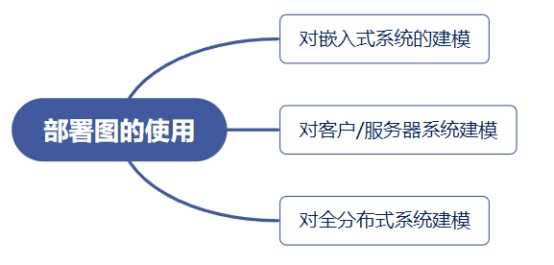 对嵌入式系统的建模
部署图的使用
对客户/服务器系统建模
对全分布式系统建模